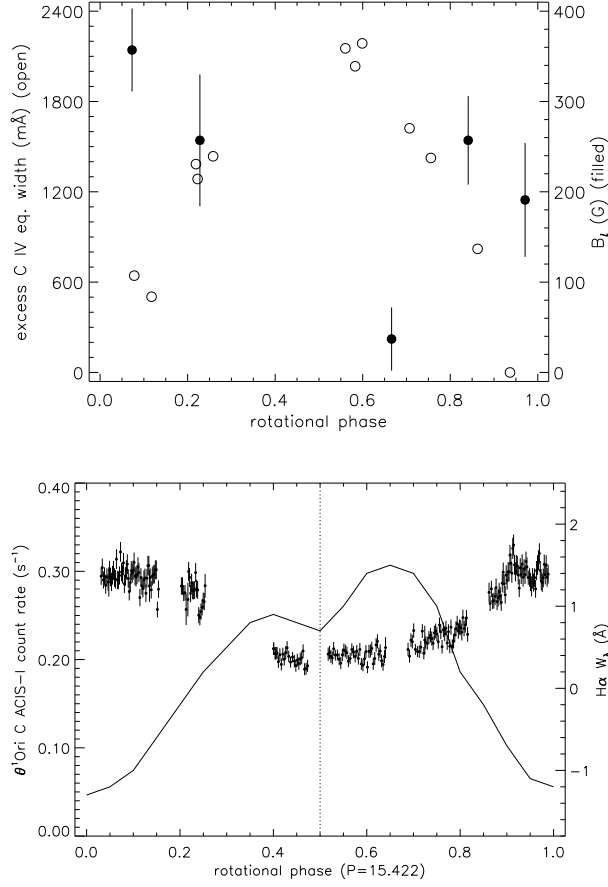 2400
1800
1200
600
0
excess C IV eq. width (mÅ) (open)
400
300
200
100
0
B_ℓ (G) (filled)
0.0 0.2 0.4 0.6 0.8 1.0
rotational phase
0.40
0.30
0.20
0.10
0.00
θ¹Ori C ACIS−I count rate (s⁻¹)
2
1
0
−1
Hα W_λ (Å)
0.0 0.2 0.4 0.6 0.8 1.0
rotational phase (P=15.422)